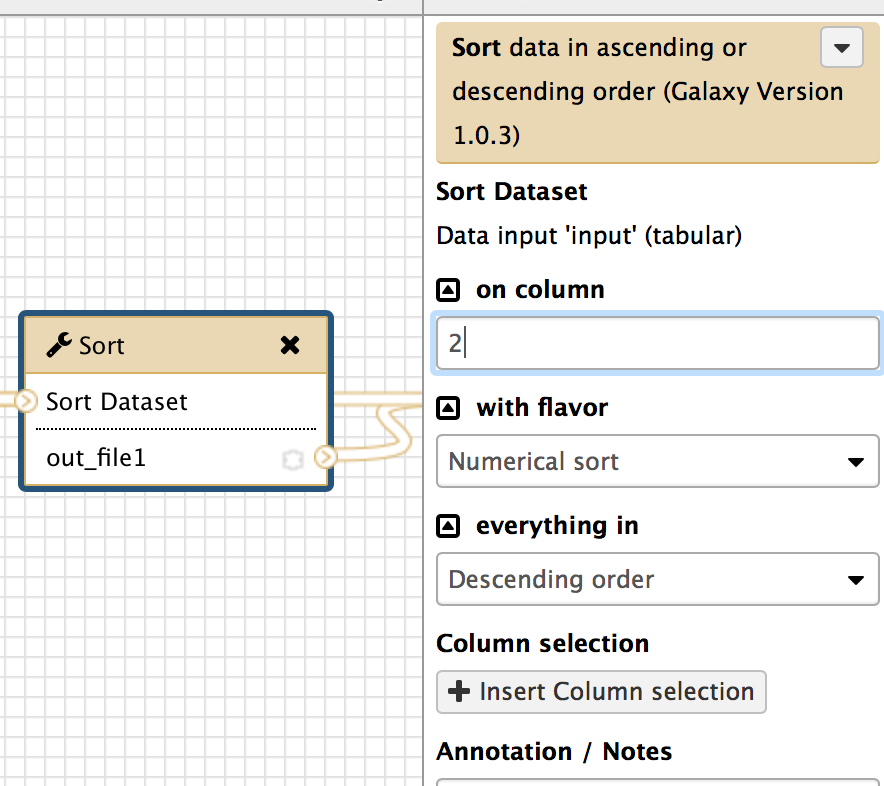 Sort data in ascending or
descending order (Galaxy Version
1.0.3)
Sort Dataset
Data input 'input' (tabular)
on column
2
with flavor
Numerical sort
everything in
Descending order
Column selection
Insert Column selection
Annotation / Notes
Sort
Sort Dataset
out_file1